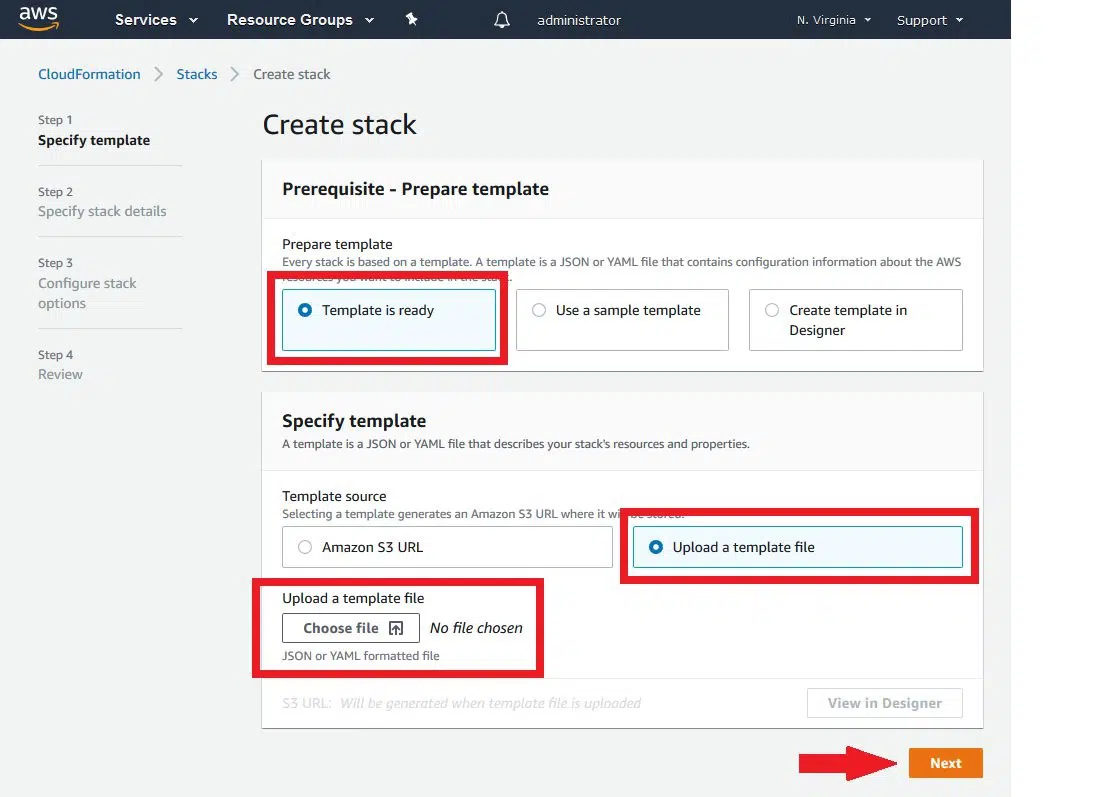 aws
Services
Resource Groups
administrator
N. Virginia
Support
CloudFormation
Stacks
Create stack
Step 1
Specify template
Step 2
Specify stack details
Step 3
Configure stack
options
Step 4
Review
Create stack
Prerequisite - Prepare template
Prepare template
Every stack is based on a template. A template is a JSON or YAML file that contains configuration information about the AWS
resources you want to include in the stack.
Template is ready
Use a sample template
Create template in
Designer
Specify template
A template is a JSON or YAML file that describes your stack's resources and properties.
Template source
Selecting a template generates an Amazon S3 URL where it will be stored.
Amazon S3 URL
Upload a template file
Upload a template file
Choose file
No file chosen
JSON or YAML formatted file
S3 URL: Will be generated when template file is uploaded
View in Designer
Next